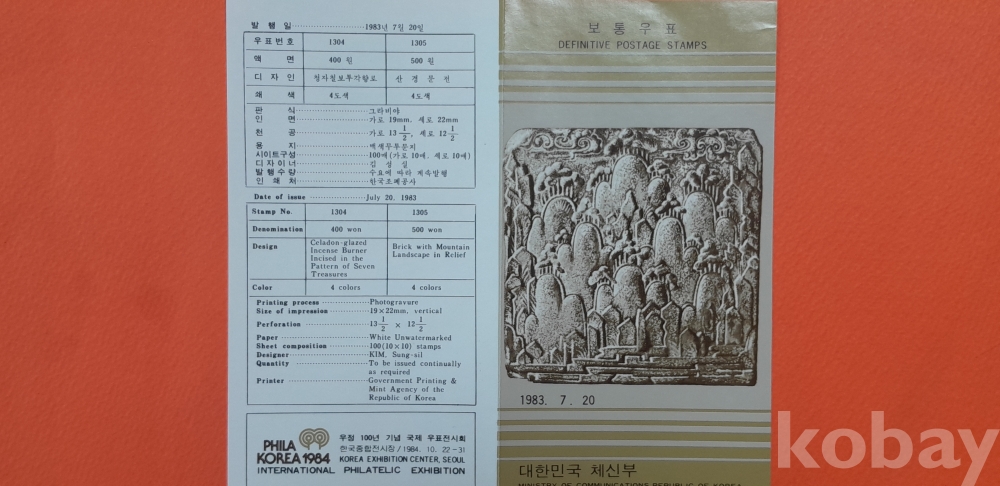 발 행 일 1983년 7월 20일
우표번호 1304 1305
액 면 400 원 500 원
디 자 인 청자칠보투각향로 산 경 문 전
쇄 색 4도색 4도색
판 식 그라비아
인 면 가로 19mm, 세로 22mm
천 공 가로 13 1/2, 세로 12 1/2
용 지 백색무투문지
시이트구성 100매(가로 10매, 세로 10매)
디 자 이 너 김 성 실
발 행 수 량 수요에 따라 계속발행
인 쇄 처 한국조폐공사
Date of issue July 20. 1983
Stamp No. 1304 1305
Denomination 400 won 500 won
Design Celadon-glazed Incense Burner Incised in the Pattern of Seven Treasures Brick with Mountain Landscape in Relief
Color 4 colors 4 colors
Printing process Photogravure
Size of impression 19×22mm, vertical
Perforation 13 1/2 × 12 1/2
Paper White Unwatermarked
Sheet composition 100(10×10) stamps
Designer KIM, Sung-sil
Quantity To be issued continually
as required
Printer Government Printing &
Mint Agency of the
Republic of Korea
PHILA
KOREA 1984
우정 100년 기념 국제 우표전시회
한국종합전시장 / 1984. 10. 22-31
KOREA EXHIBITION CENTER, SEOUL
INTERNATIONAL PHILATELIC EXHIBITION
보 통 우 표
DEFINITIVE POSTAGE STAMPS
1983. 7. 20
대한민국 체신부
MINISTRY OF COMMUNICATIONS REPUBLIC OF KOREA
kobay